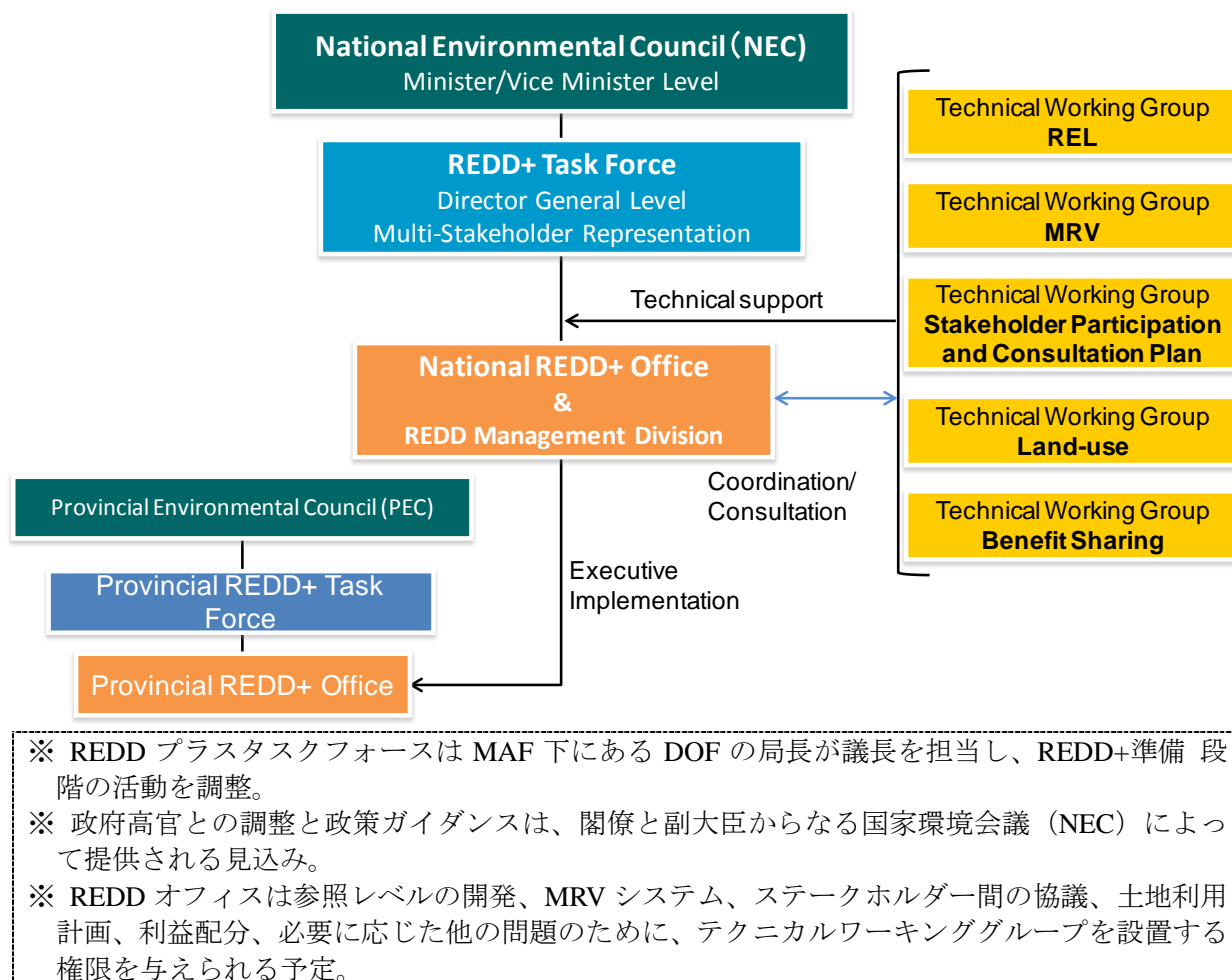 National Environmental Council（NEC)
Minister/Vice Minister Level
REDD+ Task Force
Director General Level
Multi-Stakeholder Representation
Technical support
National REDD+ Office
&
REDD Management Division
Coordination/
Consultation
Executive
Implementation
Provincial Environmental Council (PEC)
Provincial REDD+ Task
Force
Provincial REDD+ Office
Technical Working Group
REL
Technical Working Group
MRV
Technical Working Group
Stakeholder Participation
and Consultation Plan
Technical Working Group
Land-use
Technical Working Group
Benefit Sharing
※ REDD プラスタスクフォースは MAF 下にある DOF の局長が議長を担当し、REDD+準備 段
階の活動を調整。
※ 政府高官との調整と政策ガイダンスは、閣僚と副大臣からなる国家環境会議（NEC）によっ
て提供される見込み。
※ REDD オフィスは参照レベルの開発、MRV システム、ステークホルダー間の協議、土地利用
計画、利益配分、必要に応じた他の問題のために、テクニカルワーキンググループを設置する
権限を与えられる予定。